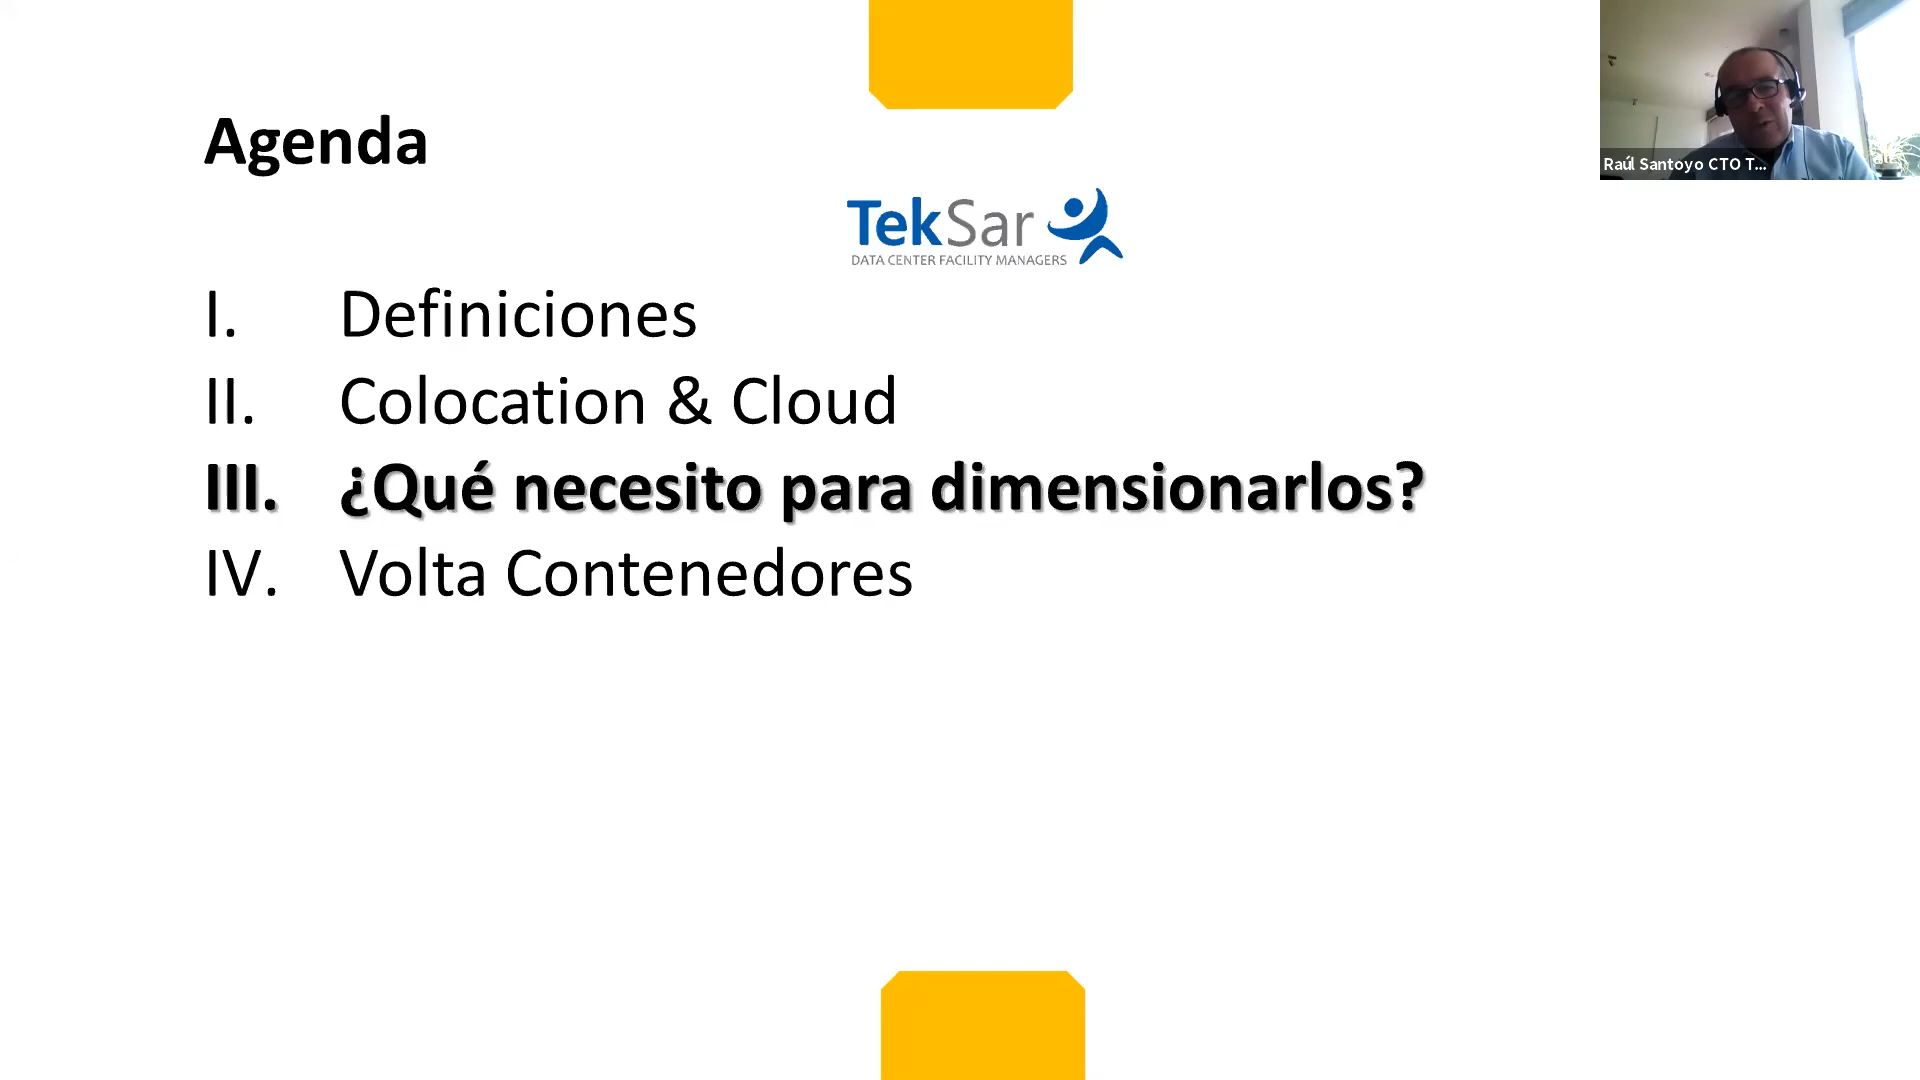 Agenda
TekSar
DATA CENTER FACILITY MANAGERS
I. Definiciones
II. Colocation & Cloud
III. ¿Qué necesito para dimensionarlos?
IV. Volta Contenedores
Raúl Santoyo CTO T...